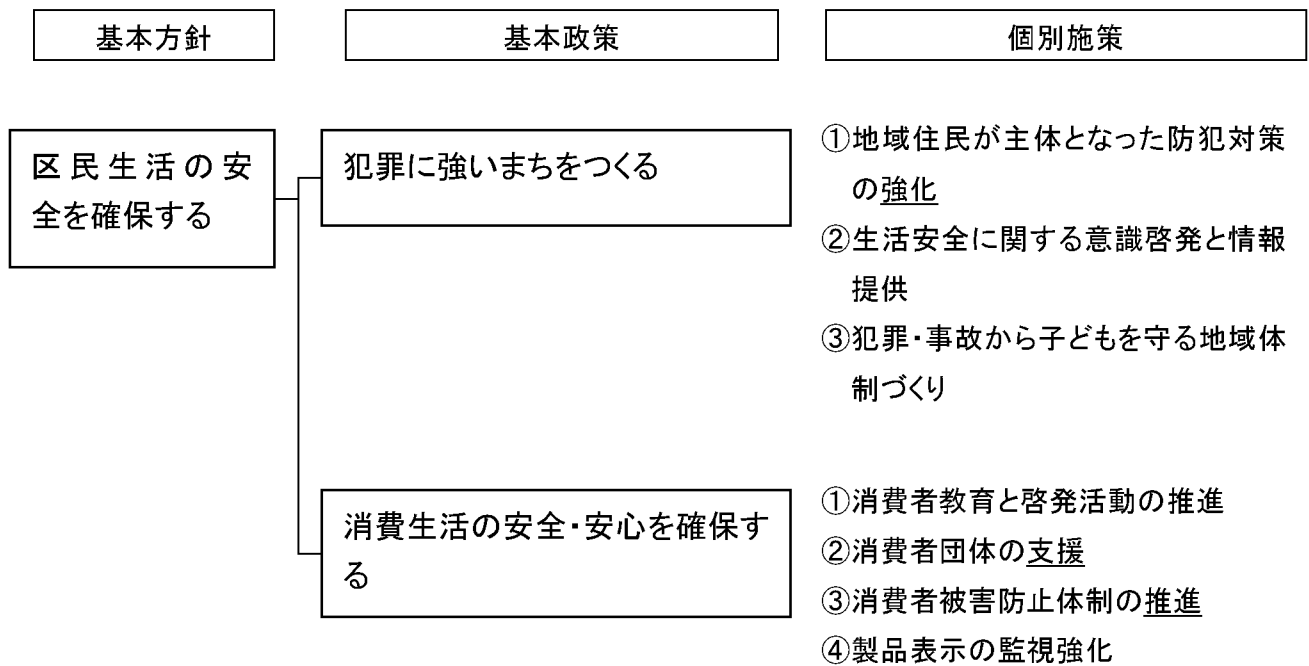 基本方針
基本政策
個別施策
区民生活の安
全を確保する
犯罪に強いまちをつくる
①地域住民が主体となった防犯対策
の強化
②生活安全に関する意識啓発と情報
提供
③犯罪・事故から子どもを守る地域体
制づくり
消費生活の安全・安心を確保す
る
①消費者教育と啓発活動の推進
②消費者団体の支援
③消費者被害防止体制の推進
④製品表示の監視強化